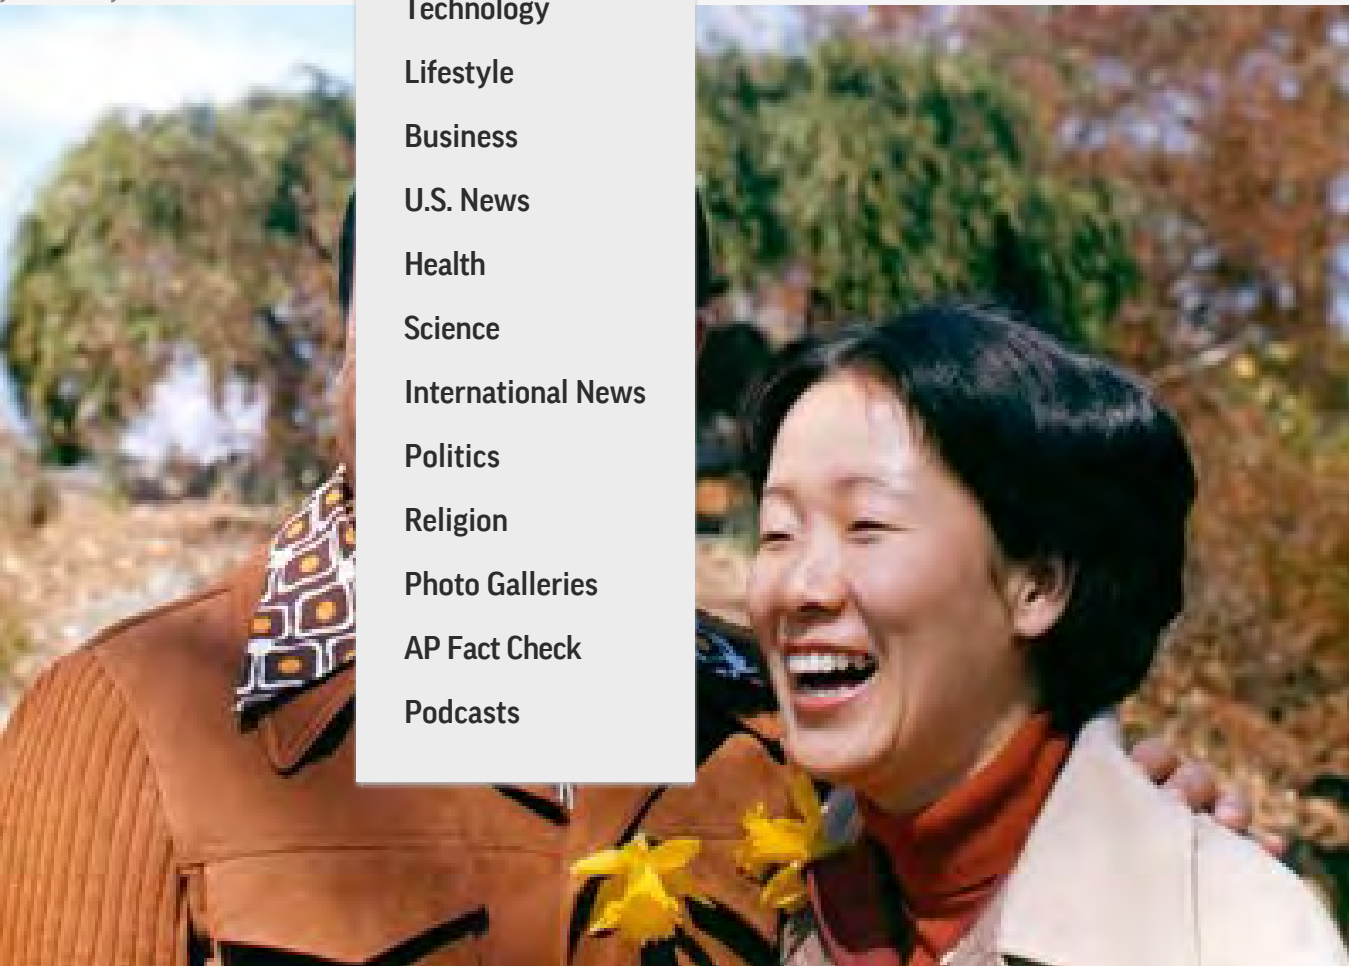 Technology
Lifestyle
Business
U.S. News
Health
Science
International News
Politics
Religion
Photo Galleries
AP Fact Check
Podcasts